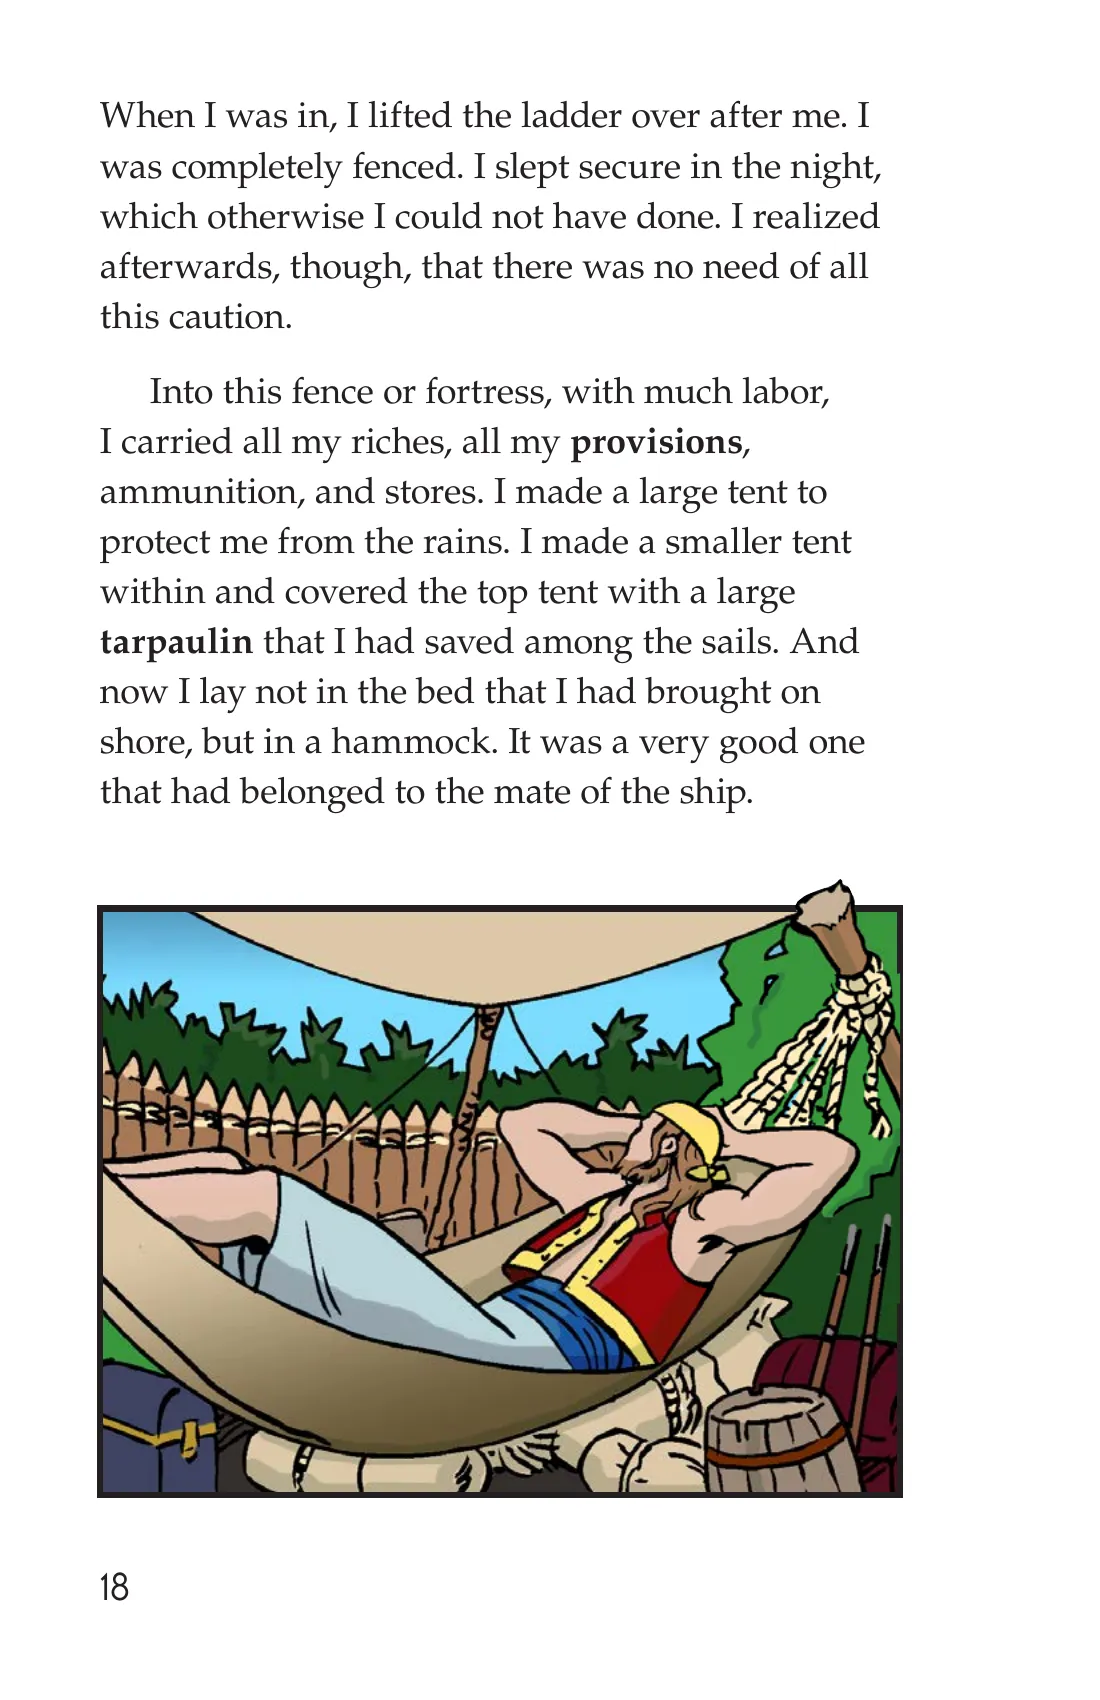 When I was in, I lifted the ladder over after me. I
was completely fenced. I slept secure in the night,
which otherwise I could not have done. I realized
afterwards, though, that there was no need of all
this caution.
Into this fence or fortress, with much labor,
I carried all my riches, all my provisions,
ammunition, and stores. I made a large tent to
protect me from the rains. I made a smaller tent
within and covered the top tent with a large
tarpaulin that I had saved among the sails. And
now I lay not in the bed that I had brought on
shore, but in a hammock. It was a very good one
that had belonged to the mate of the ship.
18